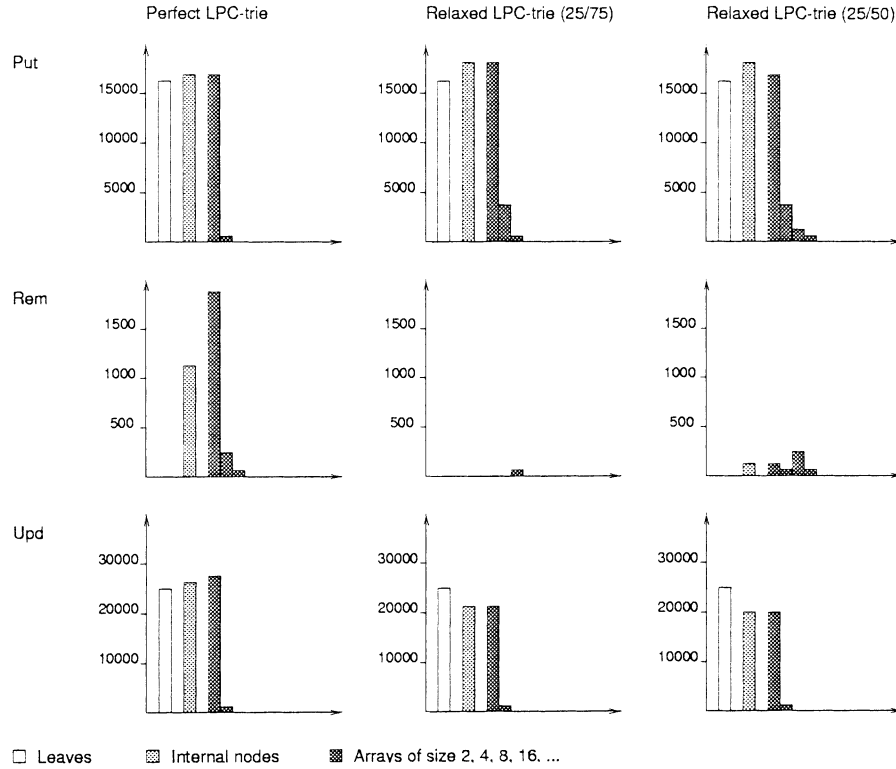 Perfect LPC-trie Relaxed LPC-trie (25/75) Relaxed LPC-trie (25/50)
Put
15000 15000 15000
10000 10000 10000
5000 5000 5000
Rem
1500 1500 1500
1000 1000 1000
500 500 500
Upd
30000 30000 30000
20000 20000 20000
10000 10000 10000
Leaves Internal nodes Arrays of size 2, 4, 8, 16, ...